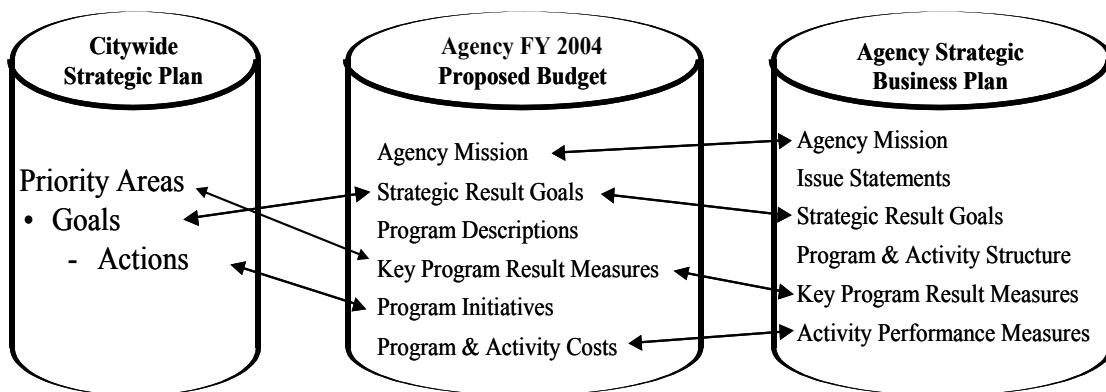 Citywide
Strategic Plan
Priority Areas
• Goals
- Actions
Agency FY 2004
Proposed Budget
Agency Mission
Strategic Result Goals
Program Descriptions
Key Program Result Measures
Program Initiatives
Program & Activity Costs
Agency Strategic
Business Plan
Agency Mission
Issue Statements
Strategic Result Goals
Program & Activity Structure
Key Program Result Measures
Activity Performance Measures